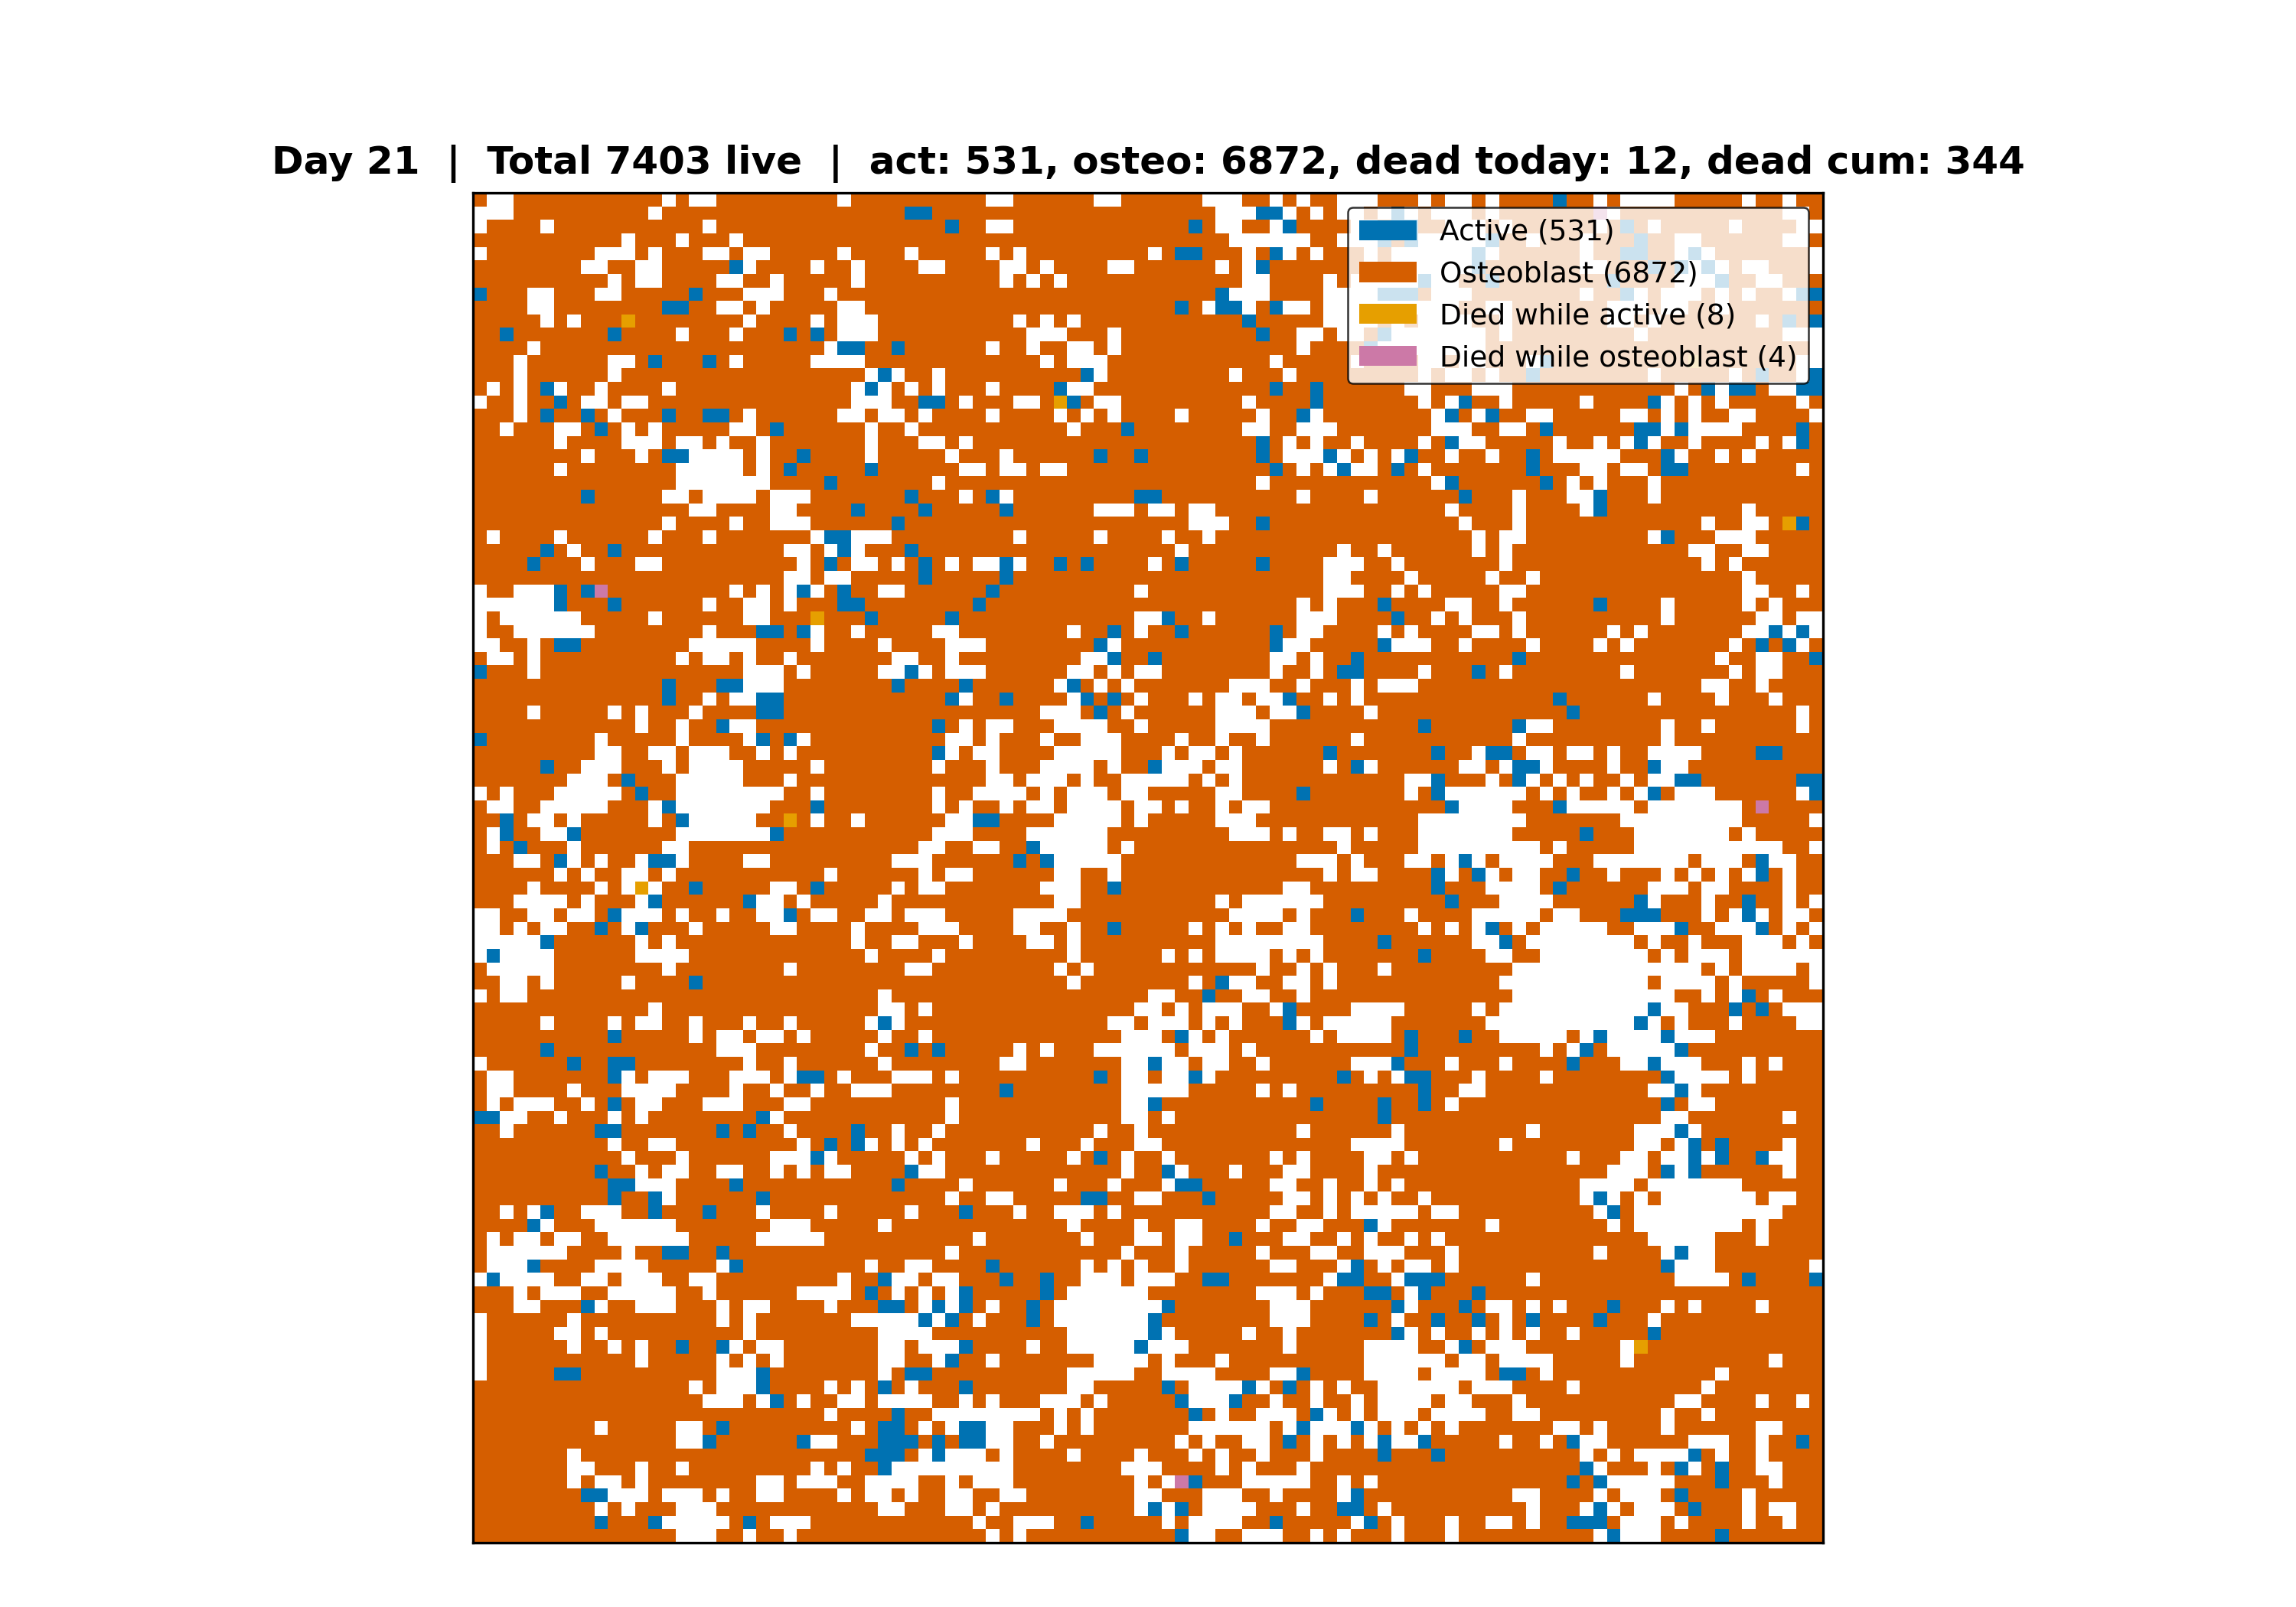 Day 21 | Total 7403 live | act: 531, osteo: 6872, dead today: 12, dead cum: 344
Active (531)
Osteoblast (6872)
Died while active (8)
Died while osteoblast (4)